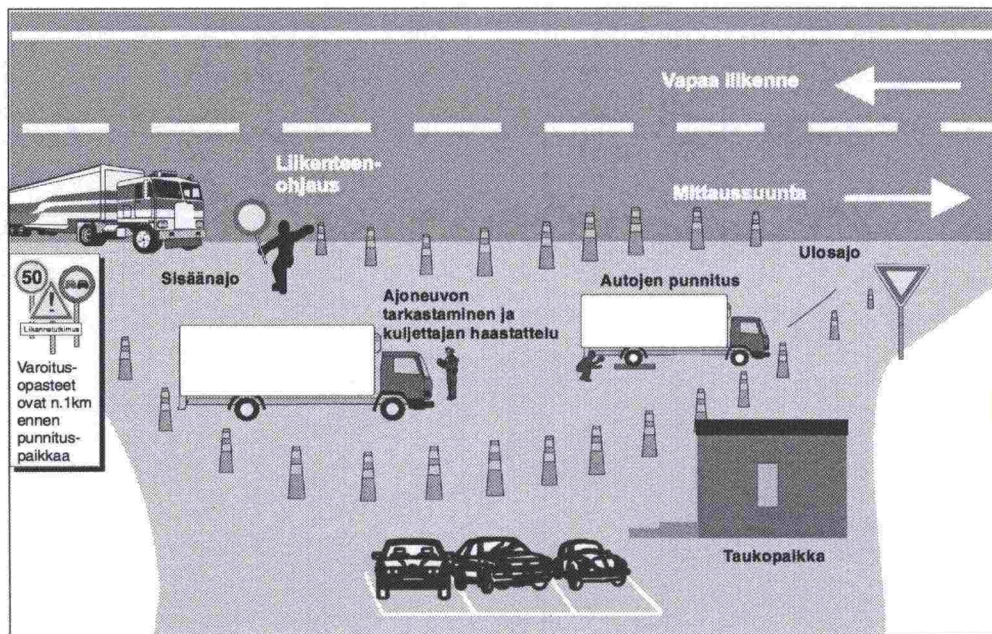 Vapaa liikenne
Liikenteen-
ohjaus
Mittaussuunta
Sisäänajo
Ulosajo
Autojen punnitus
Ajoneuvon
tarkastaminen ja
kuljettajan haastattelu
50
!
Liikennetutkimus
Varoitus-
opasteet
ovat n.1km
ennen
punnitus-
paikkaa
Taukopaikka